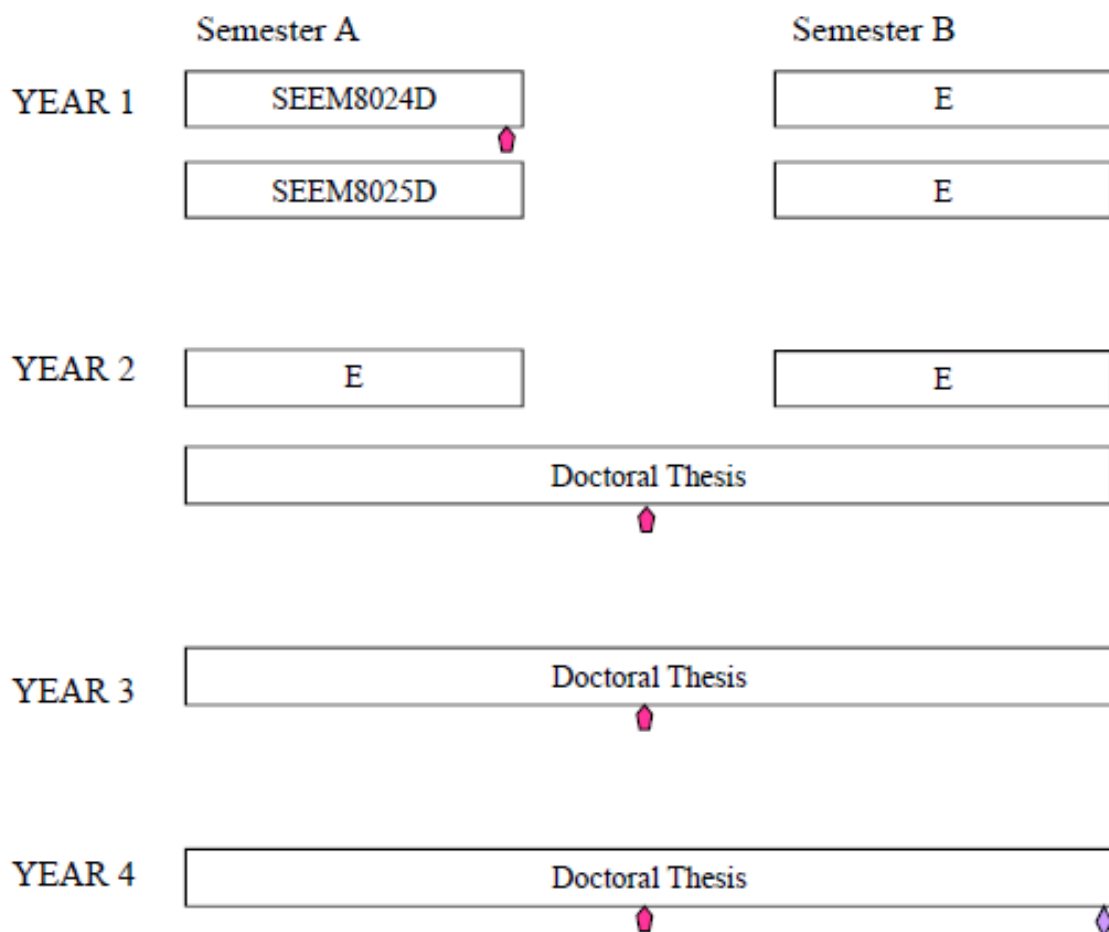 Semester A Semester B
YEAR 1 SEEM8024D E
SEEM8025D E
YEAR 2 E E
Doctoral Thesis
YEAR 3 Doctoral Thesis
YEAR 4 Doctoral Thesis